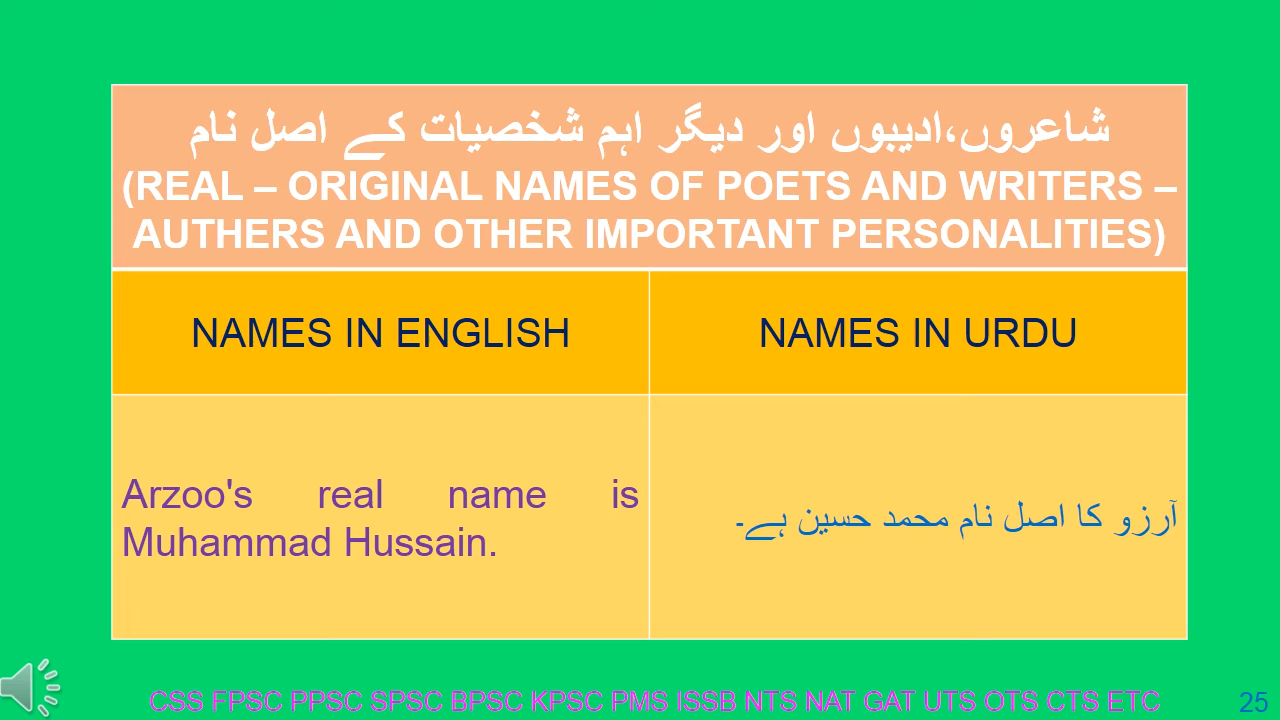 شاعروں،ادیبوں اور دیگر اہم شخصیات کے اصل نام
(REAL – ORIGINAL NAMES OF POETS AND WRITERS –
AUTHERS AND OTHER IMPORTANT PERSONALITIES)
NAMES IN ENGLISH
NAMES IN URDU
Arzoo's real name is
Muhammad Hussain.
آرزو کا اصل نام محمد حسین ہے۔
CSS FPSC PPSC SPSC BPSC KPSC PMS ISSB NTS NAT GAT UTS OTS CTS ETC
25